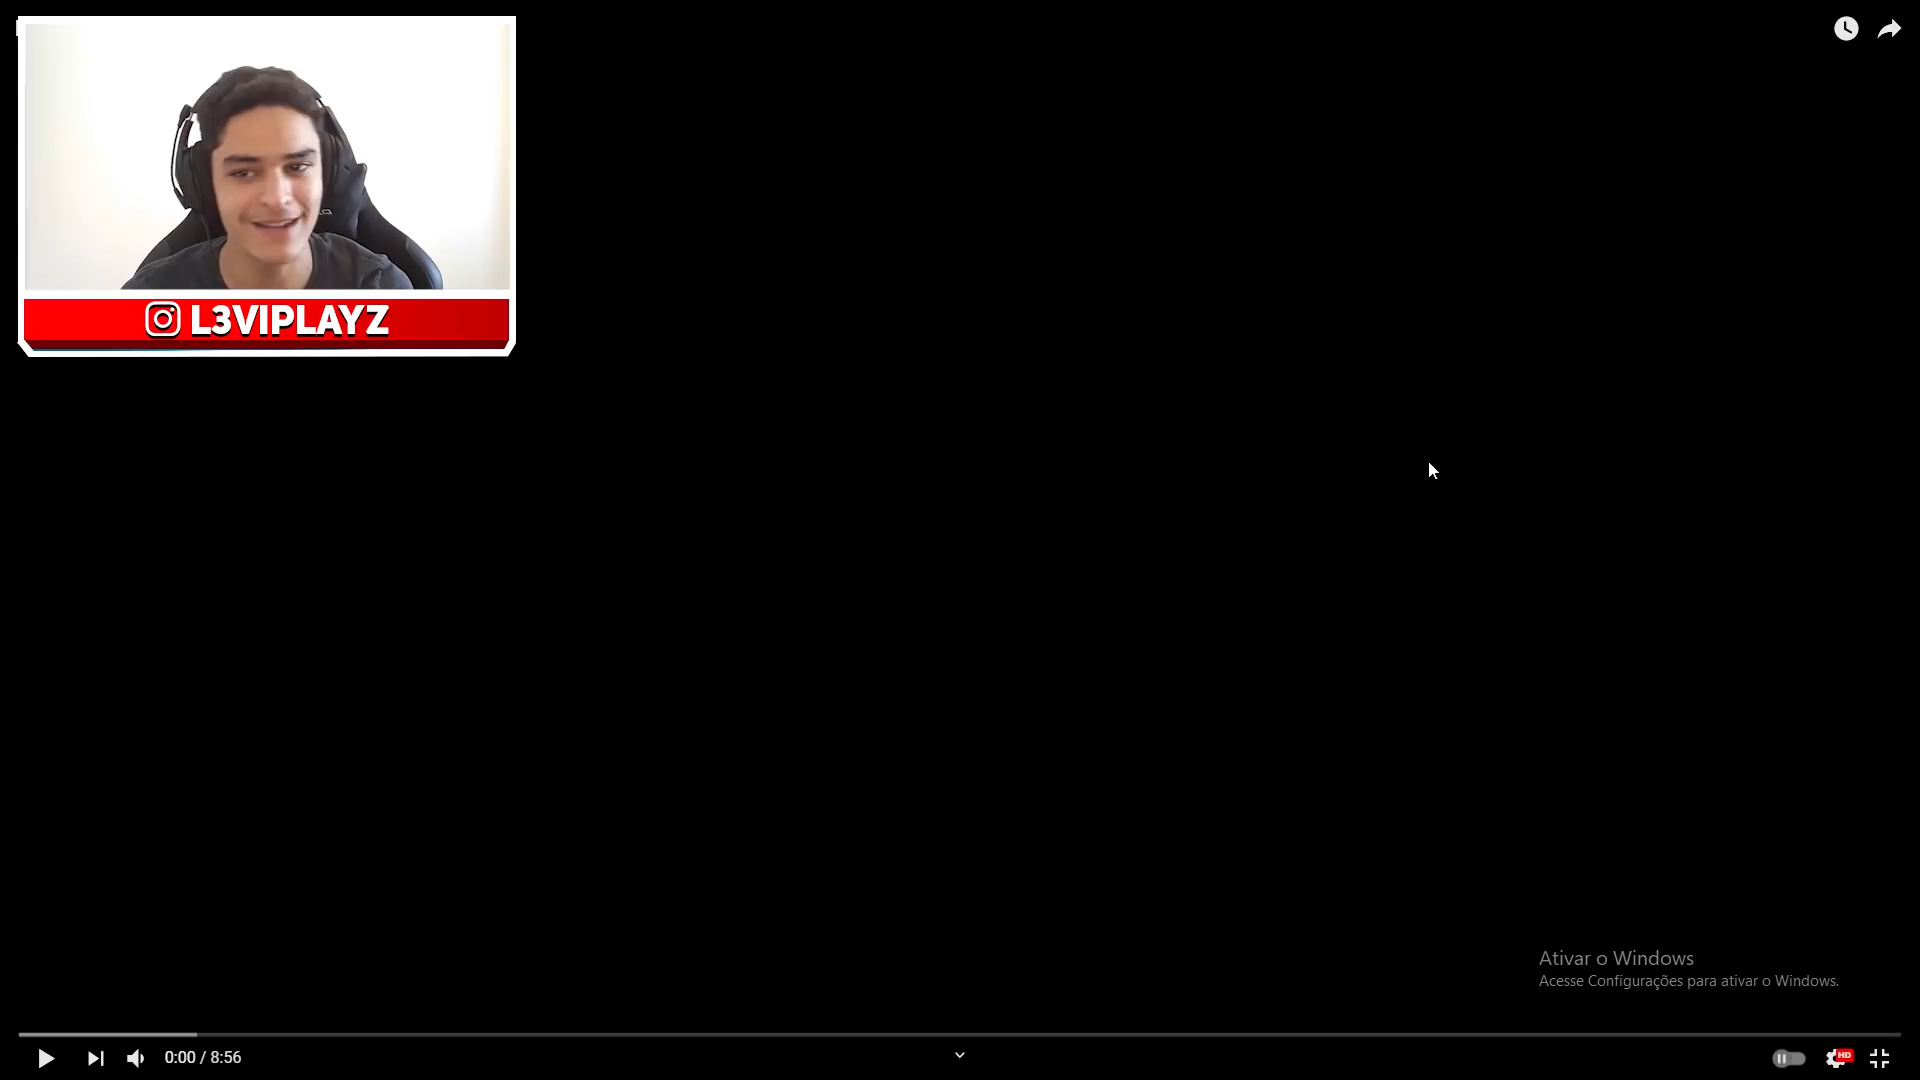 L3VIPLAYZ
Ativar o Windows
Acesse Configurações para ativar o Windows.
0:00 / 8:56
HD